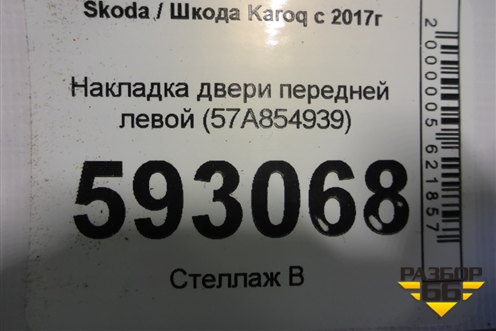 Skoda / Шкода Karoq с 2017г
Накладка двери передней
левой (57A854939)
593068
Стеллаж В
2000005621857
РАЗБОР
66